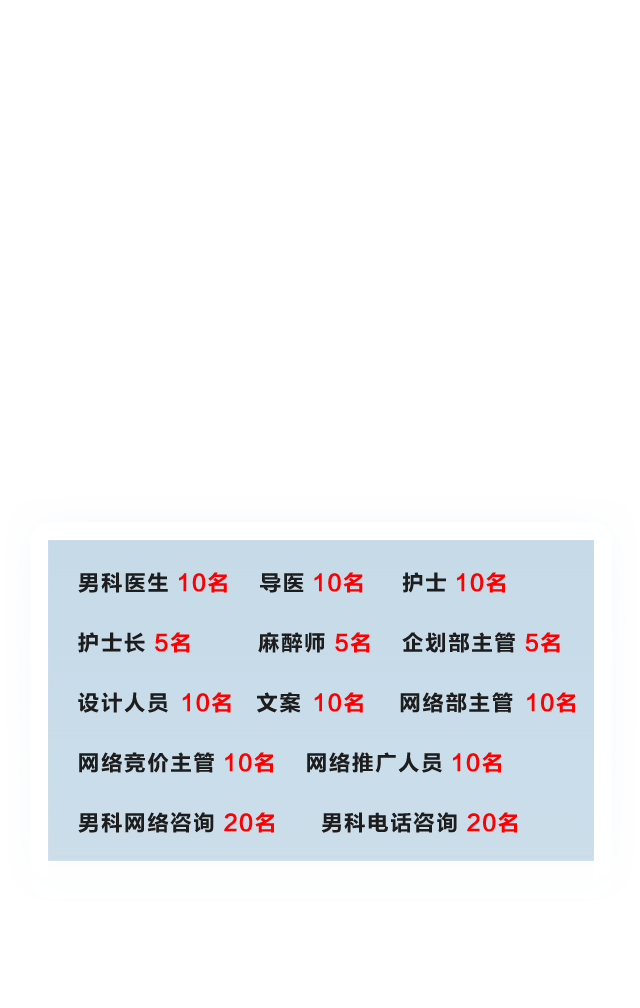 男科医生 10名 导医 10名 护士 10名
护士长 5名 麻醉师 5名 企划部主管 5名
设计人员 10名 文案 10名 网络部主管 10名
网络竞价主管 10名 网络推广人员 10名
男科网络咨询 20名 男科电话咨询 20名